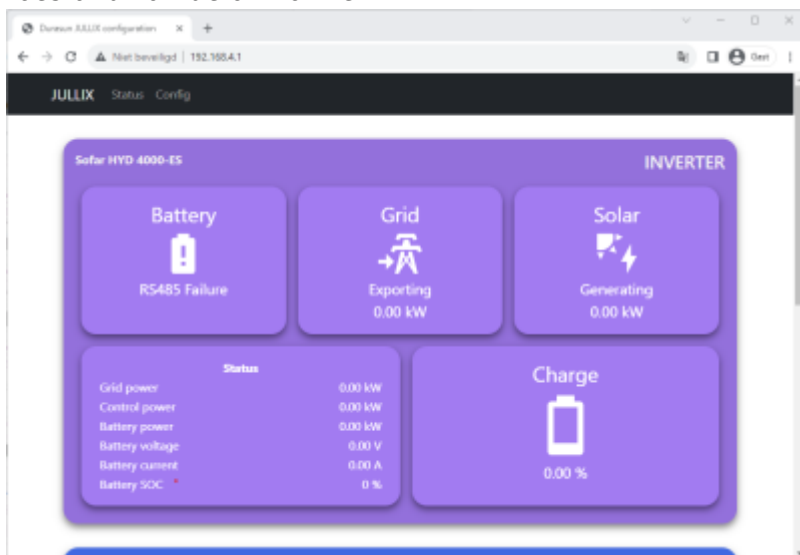 Duratsun JULLIX configuration
Niet beveiligd | 192.168.4.1
Gert
JULLIX Status Config
Sofar HYD 4000-ES
INVERTER
Battery
RS485 Failure
Grid
Exporting
0.00 kW
Solar
Generating
0.00 kW
Status
Grid power 0.00 kW
Control power 0.00 kW
Battery power 0.00 kW
Battery voltage 0.00 V
Battery current 0.00 A
Battery SOC * 0 %
Charge
0.00 %